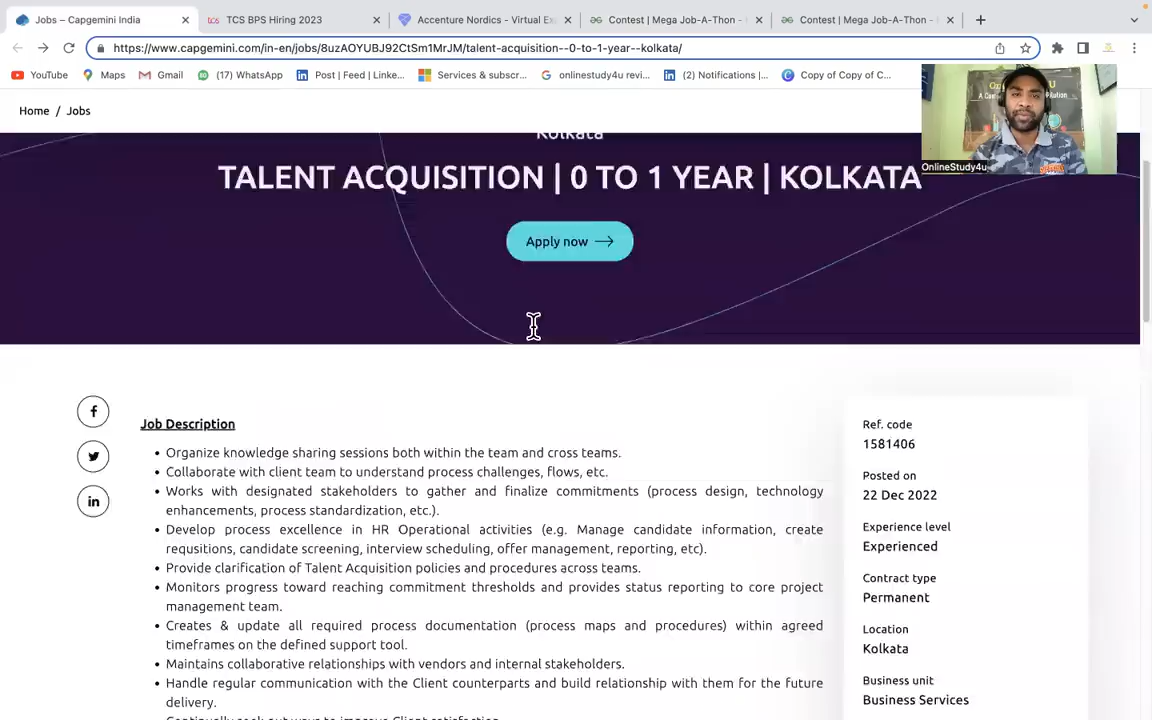 Jobs – Capgemini India
TCS BPS Hiring 2023
Accenture Nordics - Virtual Ex
Contest | Mega Job-A-Thon -
Contest | Mega Job-A-Thon -
https://www.capgemini.com/in-en/jobs/8uzAOYUBJ92CtSm1MrJM/talent-acquisition--0-to-1-year--kolkata/
YouTube
Maps
Gmail
(17) WhatsApp
Post | Feed | Linke...
Services & subscr...
onlinestudy4u revi...
(2) Notifications |...
Copy of Copy of C...
Home / Jobs
OnlineStudy4u
Kolkata
TALENT ACQUISITION | 0 TO 1 YEAR | KOLKATA
Apply now
Job Description
• Organize knowledge sharing sessions both within the team and cross teams.
• Collaborate with client team to understand process challenges, flows, etc.
• Works with designated stakeholders to gather and finalize commitments (process design, technology
enhancements, process standardization, etc.).
• Develop process excellence in HR Operational activities (e.g. Manage candidate information, create
requsitions, candidate screening, interview scheduling, offer management, reporting, etc).
• Provide clarification of Talent Acquisition policies and procedures across teams.
• Monitors progress toward reaching commitment thresholds and provides status reporting to core project
management team.
• Creates & update all required process documentation (process maps and procedures) within agreed
timeframes on the defined support tool.
• Maintains collaborative relationships with vendors and internal stakeholders.
• Handle regular communication with the Client counterparts and build relationship with them for the future
delivery.
Continually seek out ways to improve Client satisfaction.
Ref. code
1581406
Posted on
22 Dec 2022
Experience level
Experienced
Contract type
Permanent
Location
Kolkata
Business unit
Business Services